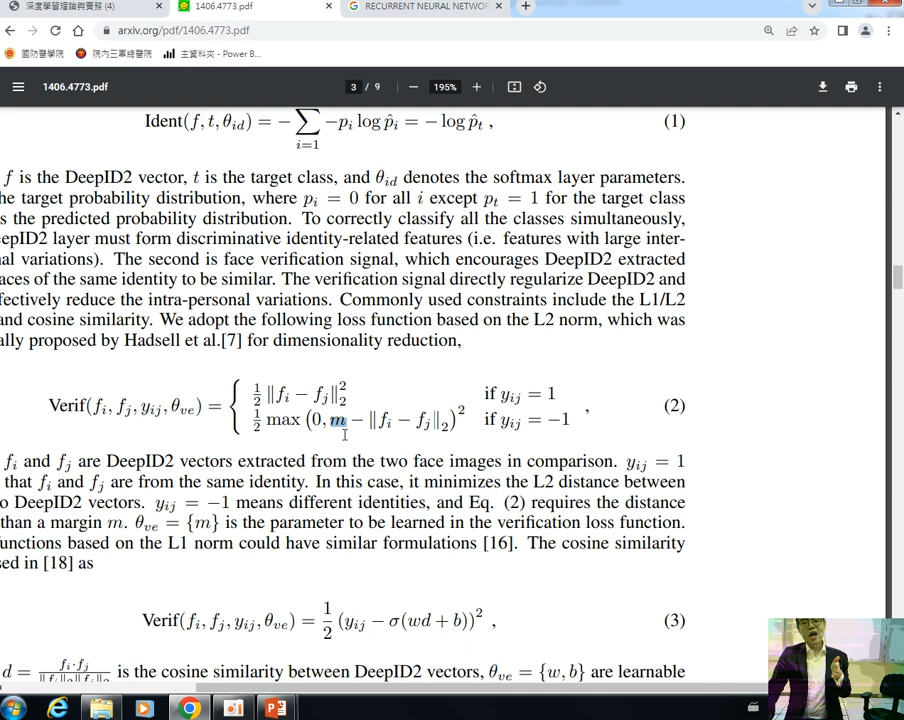 深度學習理論與實務 (4)
1406.4773.pdf
RECURRENT NEURAL NETWOR
arxiv.org/pdf/1406.4773.pdf
國防醫學院
院內三軍總醫院
主資料夾 - Power B...
1406.4773.pdf
3 / 9
195%
Ident(f, t, θid) = − ∑ i=1 −pi log p̂i = − log p̂t , (1)
f is the DeepID2 vector, t is the target class, and θid denotes the softmax layer parameters.
he target probability distribution, where pi = 0 for all i except pt = 1 for the target class
s the predicted probability distribution. To correctly classify all the classes simultaneously,
epID2 layer must form discriminative identity-related features (i.e. features with large inter-
al variations). The second is face verification signal, which encourages DeepID2 extracted
aces of the same identity to be similar. The verification signal directly regularize DeepID2 and
fectively reduce the intra-personal variations. Commonly used constraints include the L1/L2
and cosine similarity. We adopt the following loss function based on the L2 norm, which was
ally proposed by Hadsell et al.[7] for dimensionality reduction,
Verif(fi, fj, yij, θve) = { ½ ‖fi − fj‖₂² if yij = 1
½ max (0, m − ‖fi − fj‖₂)² if yij = −1 , (2)
fi and fj are DeepID2 vectors extracted from the two face images in comparison. yij = 1
that fi and fj are from the same identity. In this case, it minimizes the L2 distance between
o DeepID2 vectors. yij = −1 means different identities, and Eq. (2) requires the distance
than a margin m. θve = {m} is the parameter to be learned in the verification loss function.
unctions based on the L1 norm could have similar formulations [16]. The cosine similarity
sed in [18] as
Verif(fi, fj, yij, θve) = ½ (yij − σ(wd + b))² , (3)
d = fi·fj / ‖fi‖₂‖fj‖₂ is the cosine similarity between DeepID2 vectors, θve = {w, b} are learnable